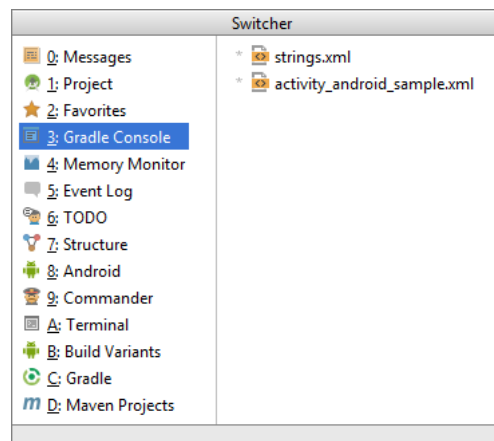 Switcher
0: Messages
1: Project
2: Favorites
3: Gradle Console
4: Memory Monitor
5: Event Log
6: TODO
7: Structure
8: Android
9: Commander
A: Terminal
B: Build Variants
C: Gradle
D: Maven Projects
* strings.xml
* activity_android_sample.xml